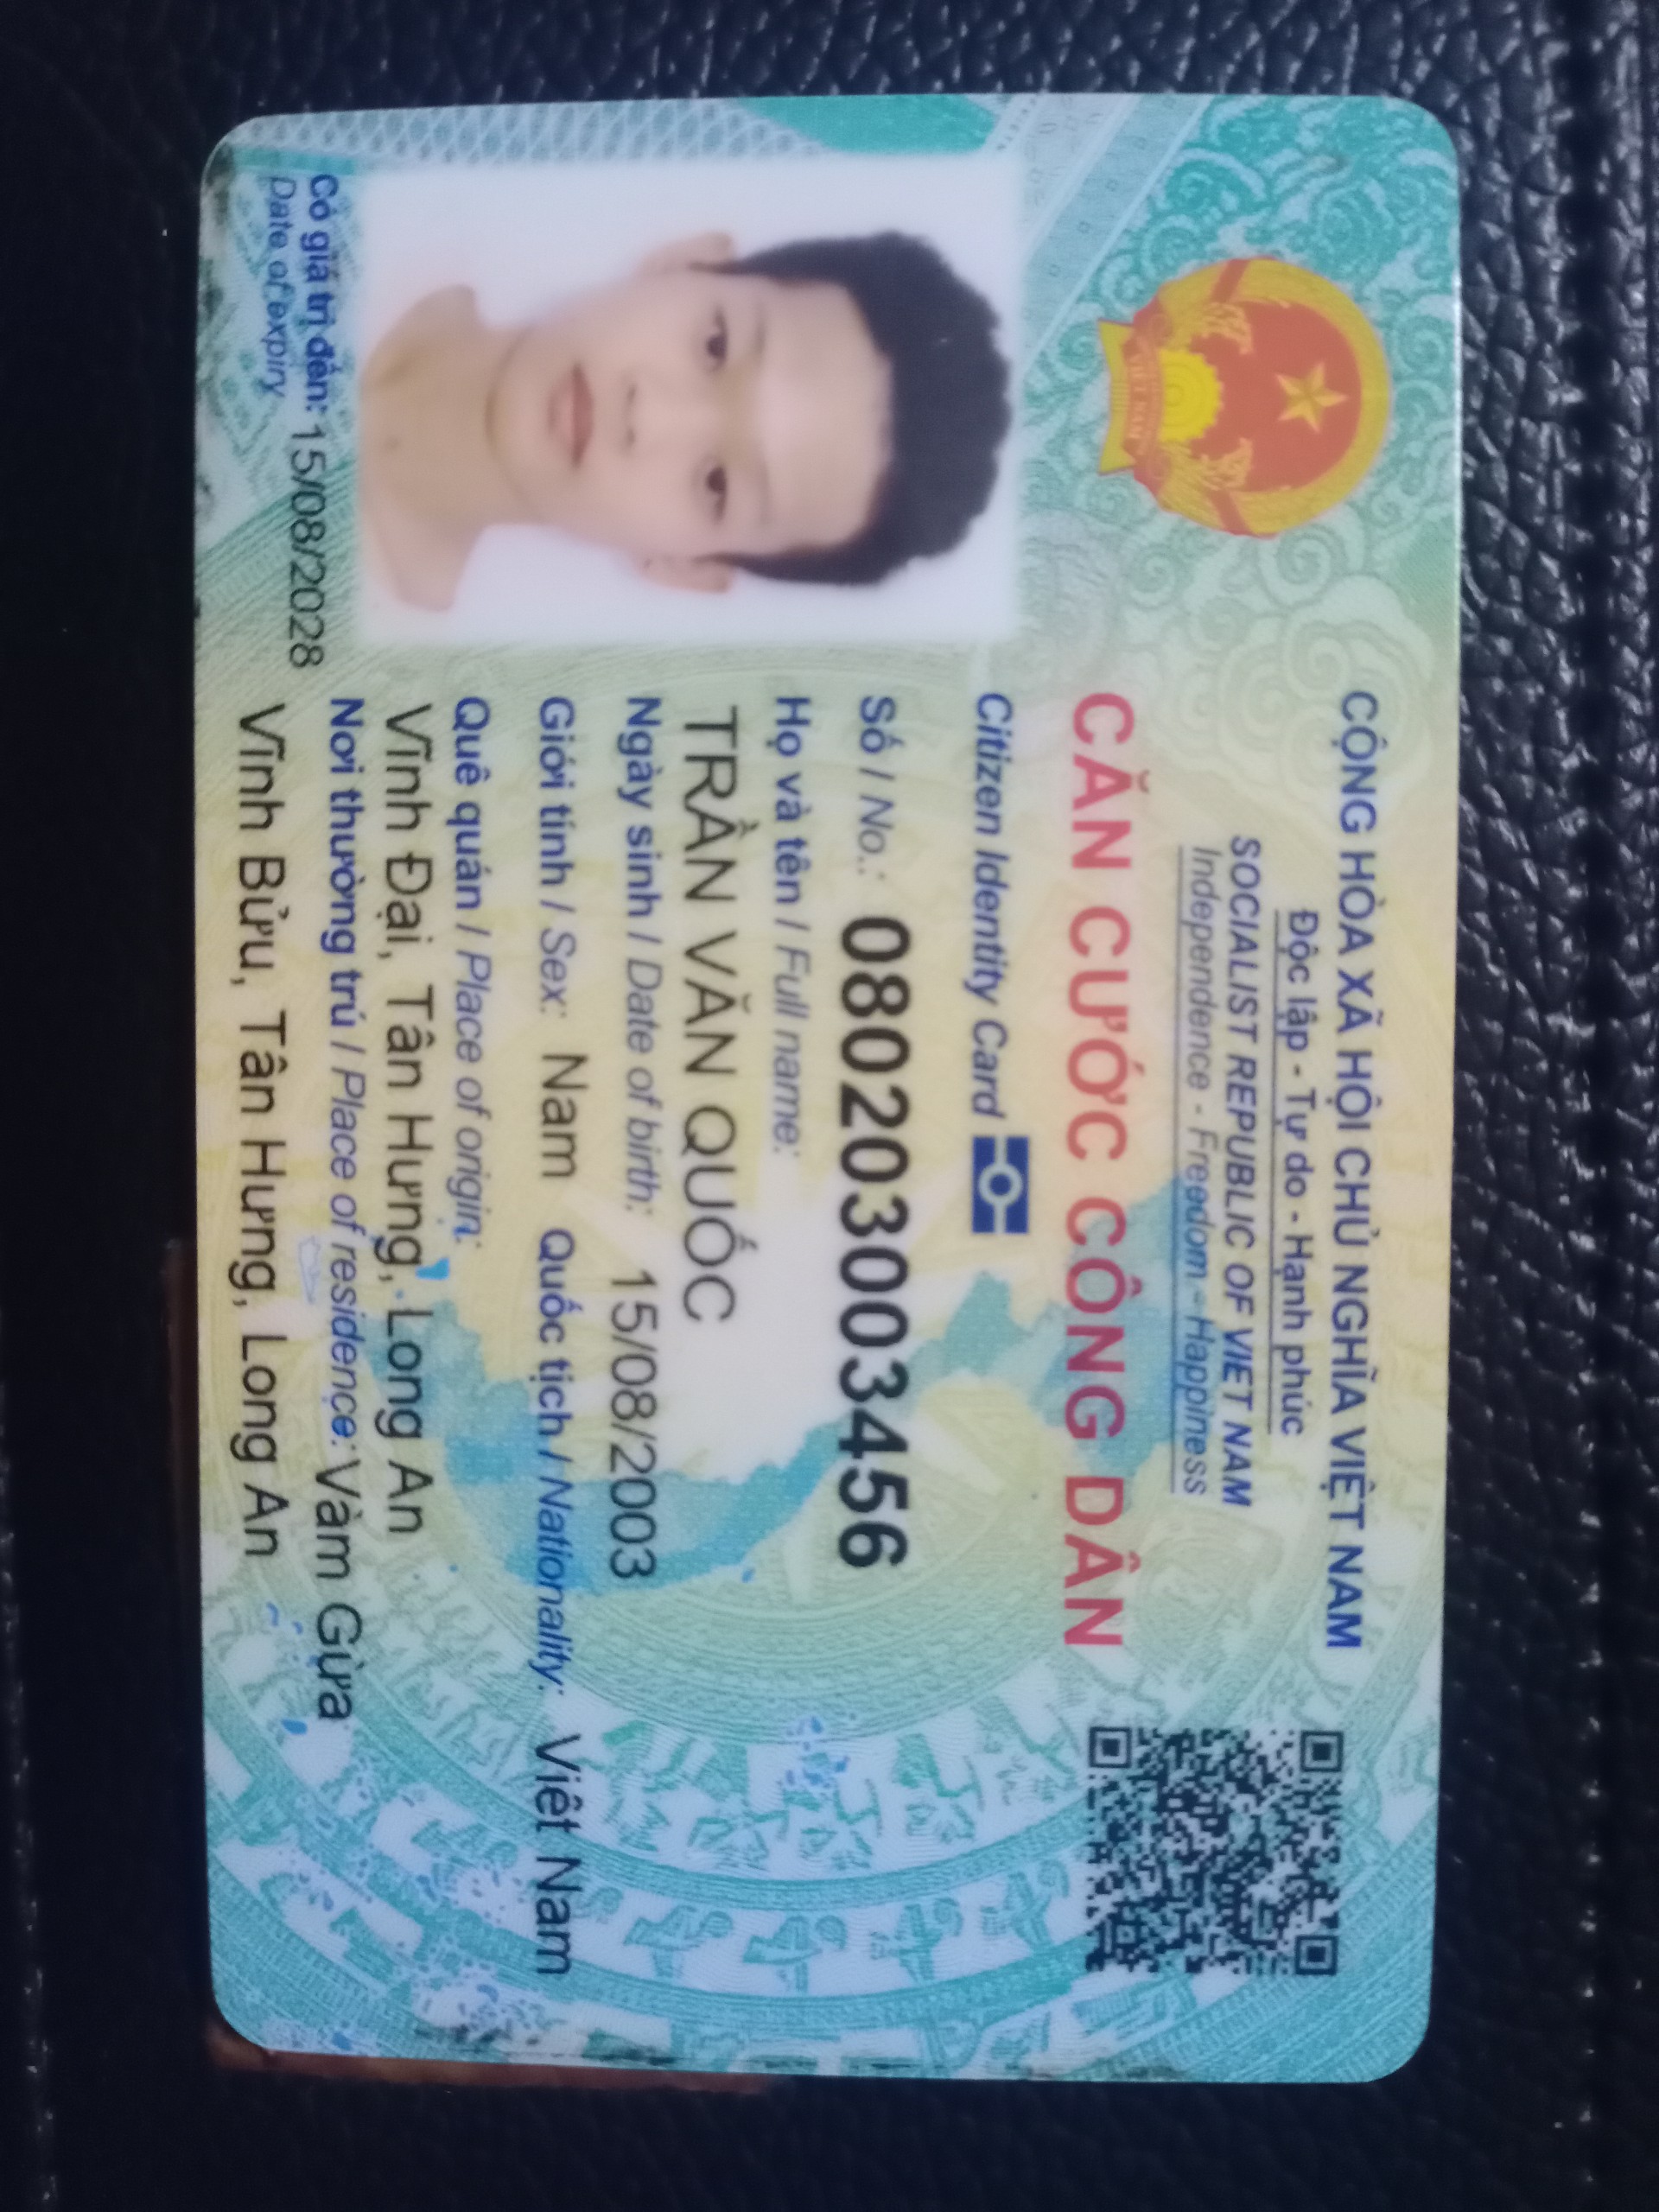 CỘNG HÒA XÃ HỘI CHỦ NGHĨA VIỆT NAM
Độc lập - Tự do - Hạnh phúc
SOCIALIST REPUBLIC OF VIET NAM
Independence - Freedom - Happiness
CĂN CƯỚC CÔNG DÂN
Citizen Identity Card
Số / No.: 080203003456
Họ và tên / Full name:
TRẦN VĂN QUỐC
Ngày sinh / Date of birth: 15/08/2003
Giới tính / Sex: Nam Quốc tịch / Nationality: Việt Nam
Quê quán / Place of origin:
Vĩnh Đại, Tân Hưng, Long An
Nơi thường trú / Place of residence: Vàm Gừa
Vĩnh Bửu, Tân Hưng, Long An
Có giá trị đến: 15/08/2028
Date of expiry
VIỆT NAM